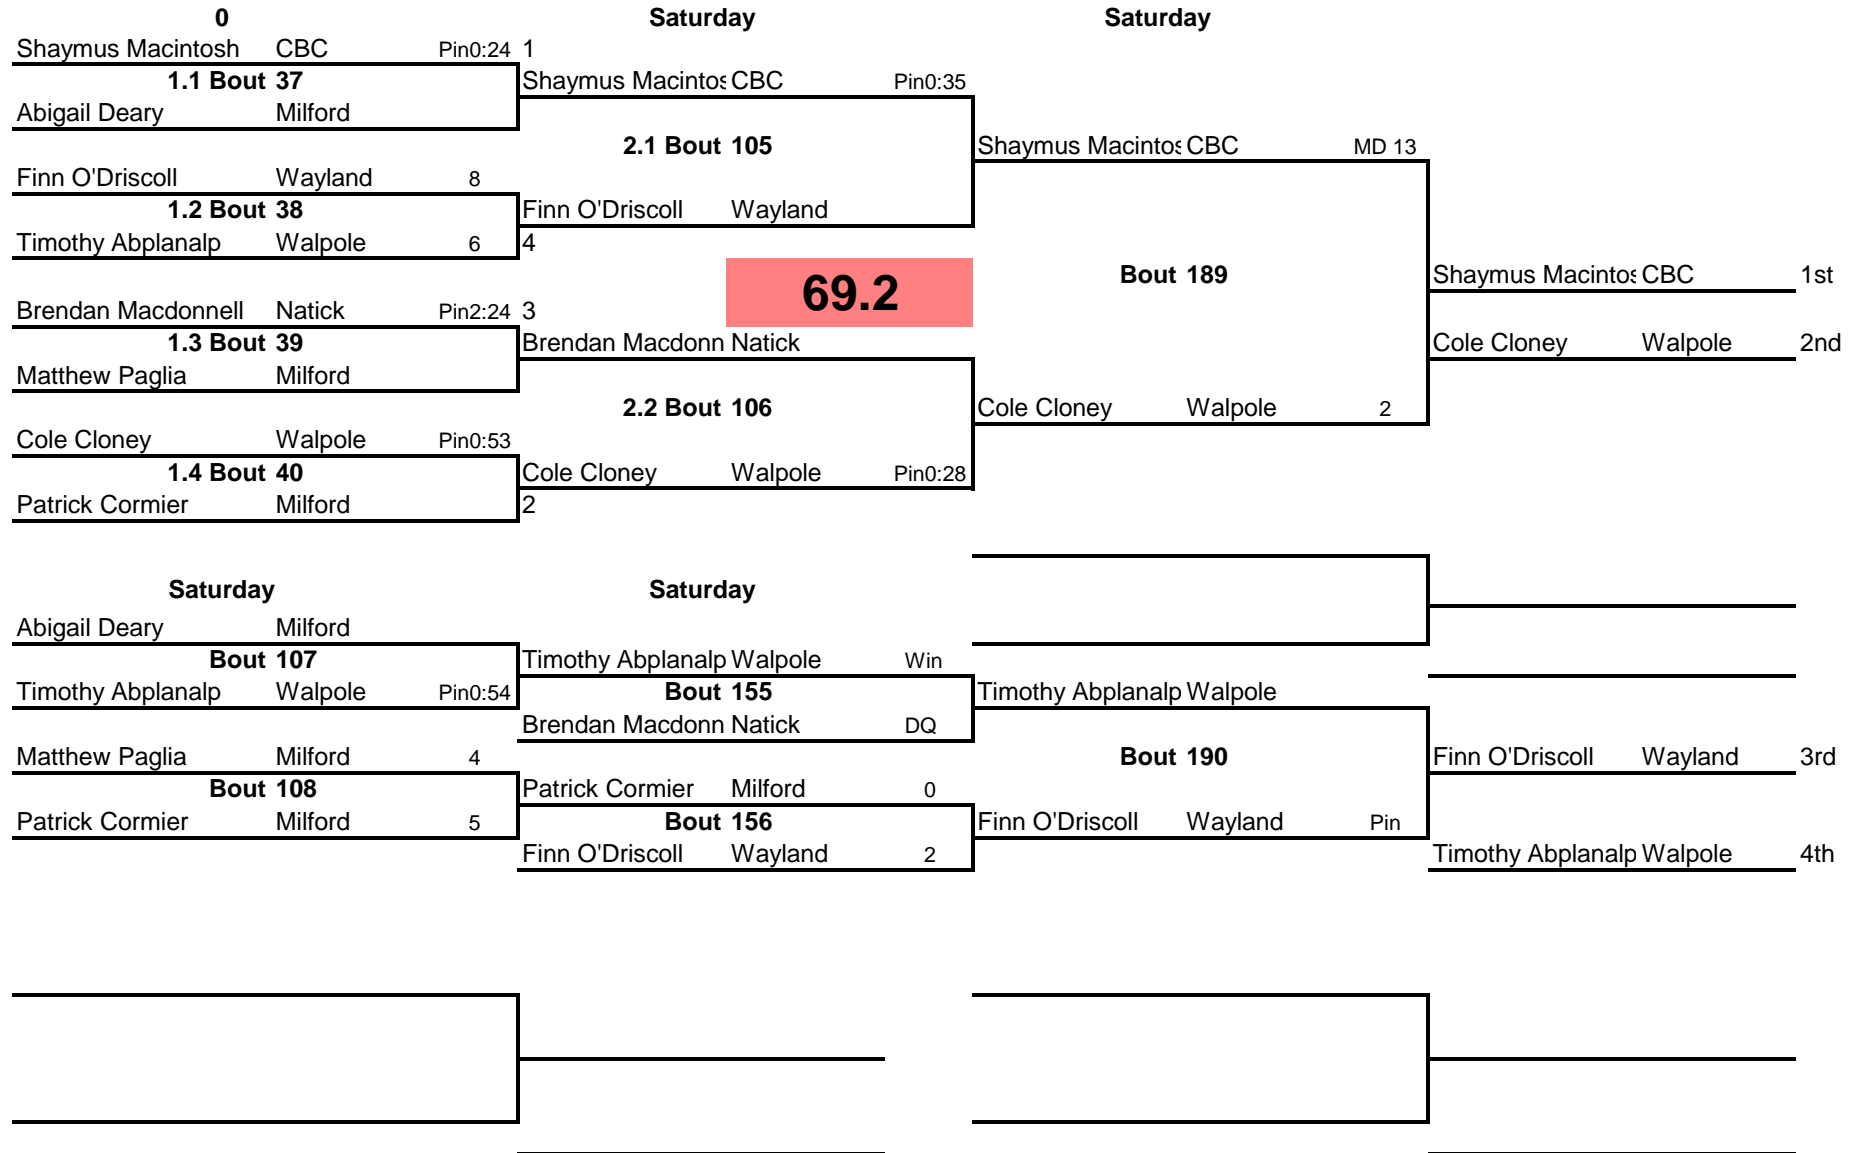 0 Saturday Saturday
Shaymus Macintosh CBC Pin0:24 1
1.1 Bout 37 Shaymus Macintos CBC Pin0:35
Abigail Deary Milford
2.1 Bout 105 Shaymus Macintos CBC MD 13
Finn O'Driscoll Wayland 8
1.2 Bout 38 Finn O'Driscoll Wayland
Timothy Abplanalp Walpole 6 4
69.2 Bout 189 Shaymus Macintos CBC 1st
Brendan Macdonnell Natick Pin2:24 3
1.3 Bout 39 Brendan Macdonn Natick Cole Cloney Walpole 2nd
Matthew Paglia Milford
2.2 Bout 106 Cole Cloney Walpole 2
Cole Cloney Walpole Pin0:53
1.4 Bout 40 Cole Cloney Walpole Pin0:28
Patrick Cormier Milford 2
Saturday Saturday
Abigail Deary Milford
Bout 107 Timothy Abplanalp Walpole Win
Timothy Abplanalp Walpole Pin0:54 Bout 155 Timothy Abplanalp Walpole
Brendan Macdonn Natick DQ
Matthew Paglia Milford 4 Bout 190 Finn O'Driscoll Wayland 3rd
Bout 108 Patrick Cormier Milford 0
Patrick Cormier Milford 5 Bout 156 Finn O'Driscoll Wayland Pin
Finn O'Driscoll Wayland 2 Timothy Abplanalp Walpole 4th